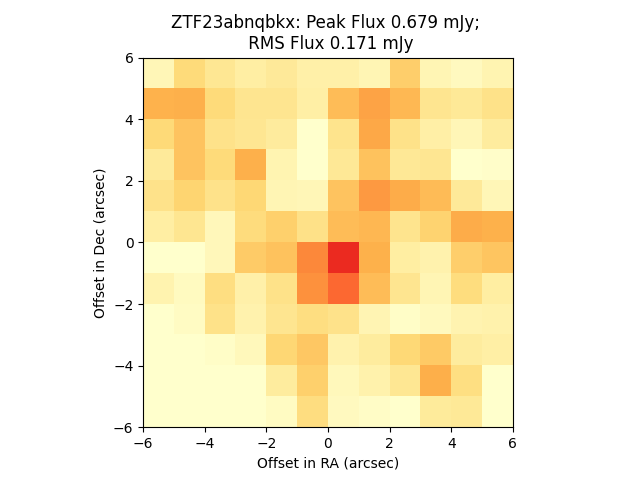 ZTF23abnqbkx: Peak Flux 0.679 mJy;
RMS Flux 0.171 mJy
6
4
2
0
−2
−4
−6
Offset in Dec (arcsec)
−6 −4 −2 0 2 4 6
Offset in RA (arcsec)